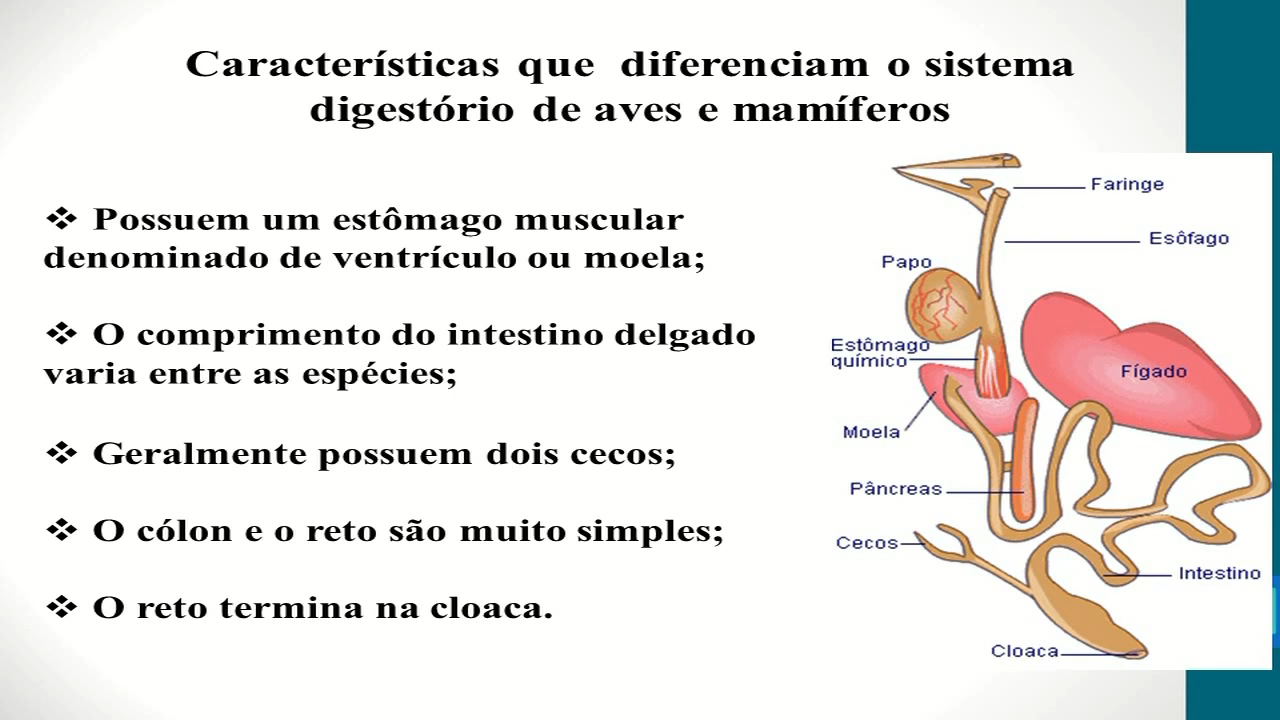 Características que diferenciam o sistema
digestório de aves e mamíferos
❖ Possuem um estômago muscular
denominado de ventrículo ou moela;
❖ O comprimento do intestino delgado
varia entre as espécies;
❖ Geralmente possuem dois cecos;
❖ O cólon e o reto são muito simples;
❖ O reto termina na cloaca.
Faringe
Esôfago
Papo
Estômago
químico
Fígado
Moela
Pâncreas
Cecos
Intestino
Cloaca